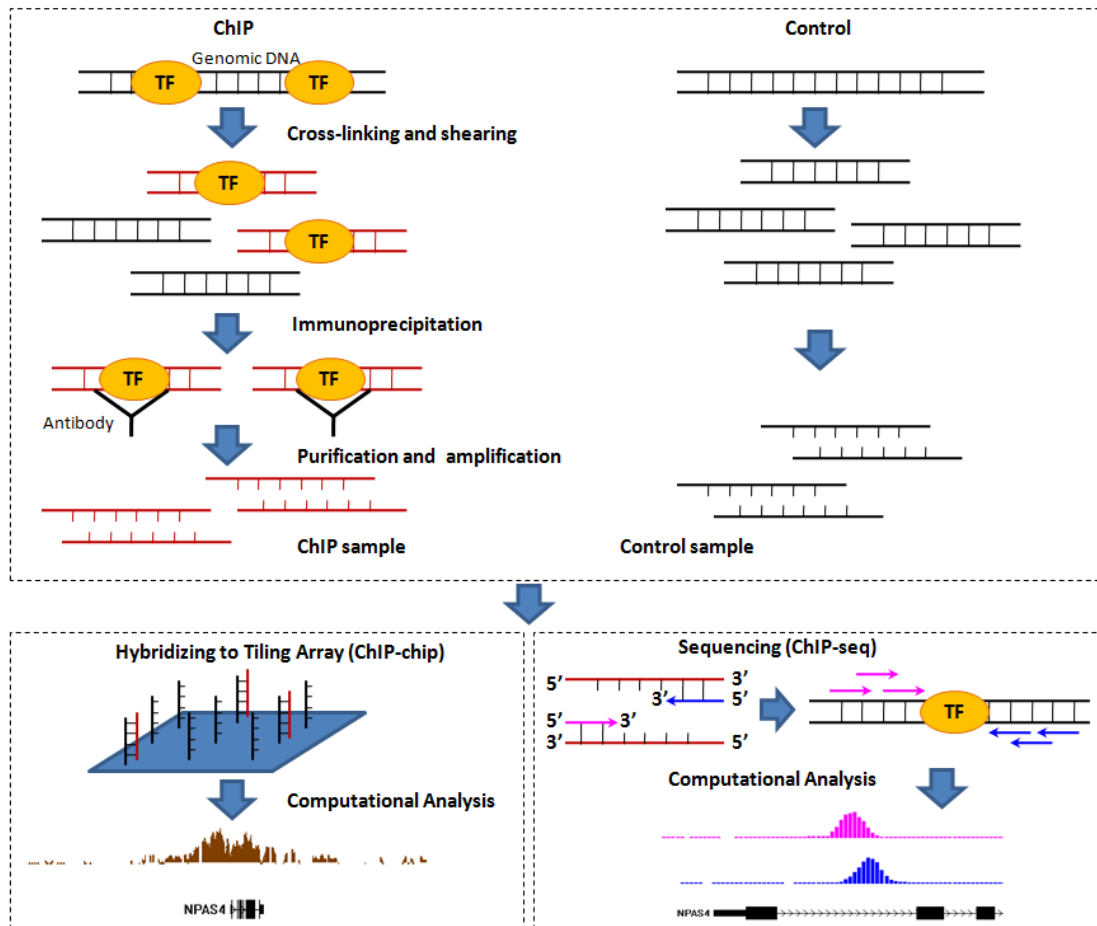 ChIP
Control
Genomic DNA
TF
TF
Cross-linking and shearing
TF
TF
Immunoprecipitation
TF
TF
Antibody
Purification and amplification
ChIP sample
Control sample
Hybridizing to Tiling Array (ChIP-chip)
Computational Analysis
NPAS4
Sequencing (ChIP-seq)
5’ 3’
3’ 5’
5’ 3’
3’ 5’
TF
Computational Analysis
NPAS4